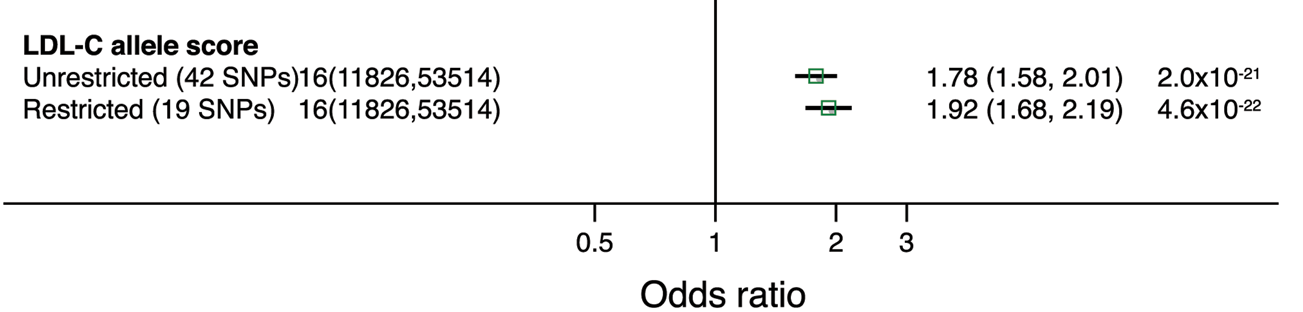 LDL-C allele score
Unrestricted (42 SNPs)16(11826,53514) 1.78 (1.58, 2.01) 2.0x10-21
Restricted (19 SNPs) 16(11826,53514) 1.92 (1.68, 2.19) 4.6x10-22
0.5 1 2 3
Odds ratio